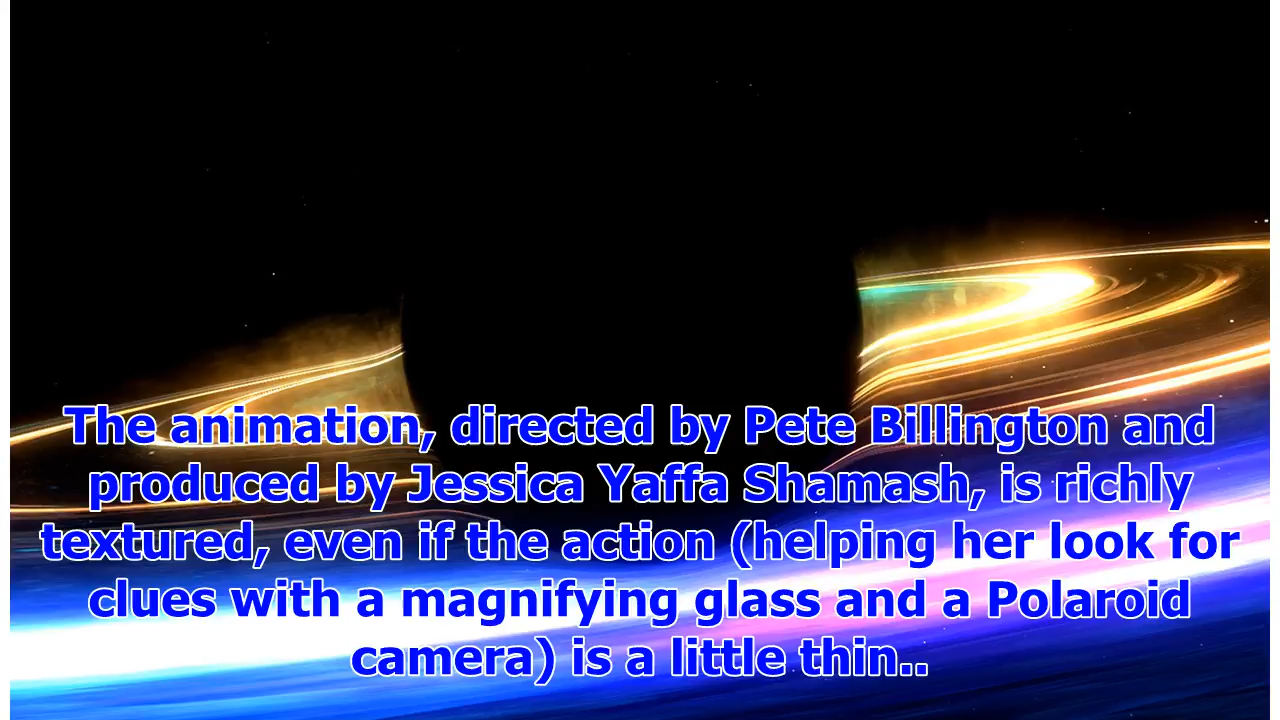 The animation, directed by Pete Billington and
produced by Jessica Yaffa Shamash, is richly
textured, even if the action (helping her look for
clues with a magnifying glass and a Polaroid
camera) is a little thin..